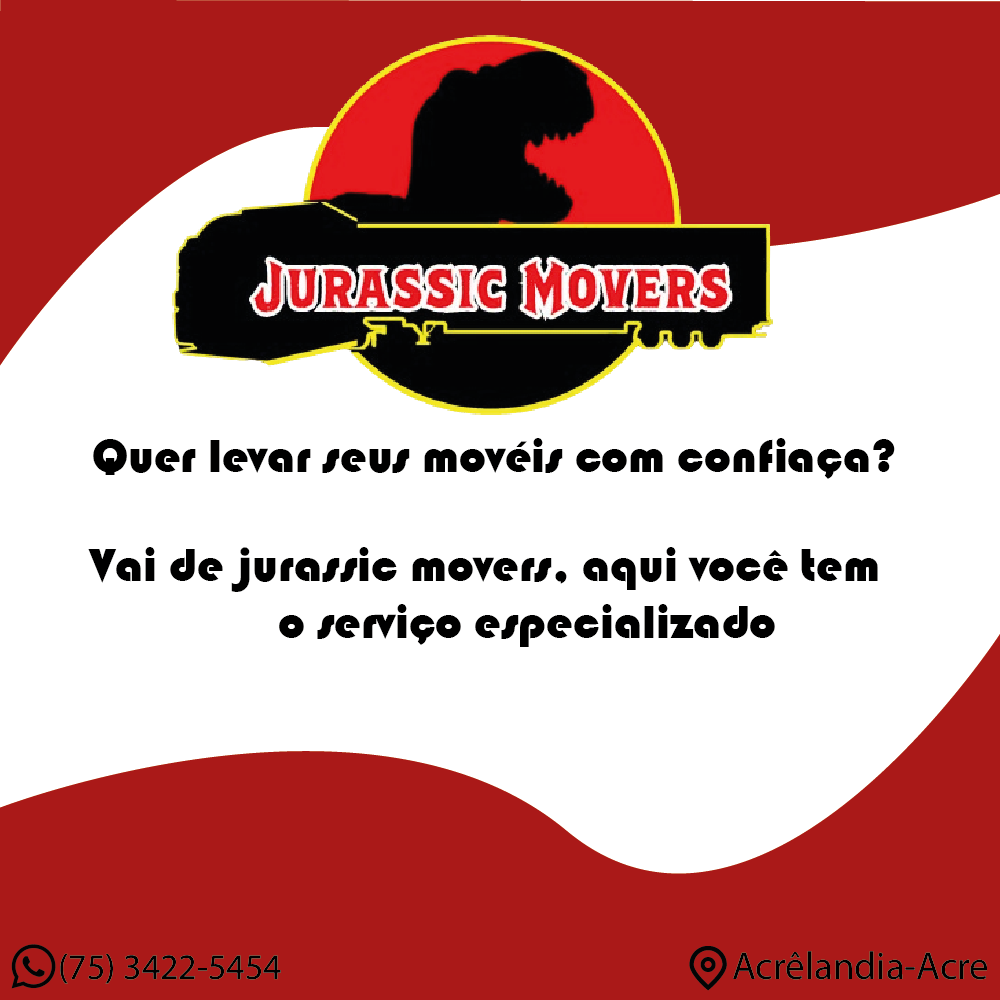 JURASSIC MOVERS
Quer levar seus movéis com confiaça?
Vai de jurassic movers, aqui você tem
o serviço especializado
(75) 3422-5454
Acrêlandia-Acre